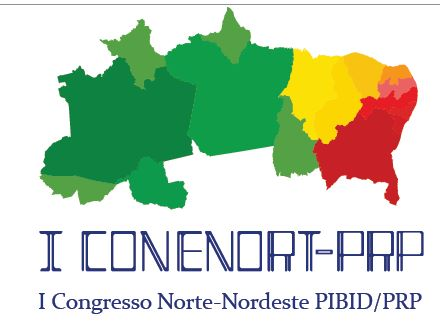 I CONENORT-PRP
I Congresso Norte-Nordeste PIBID/PRP